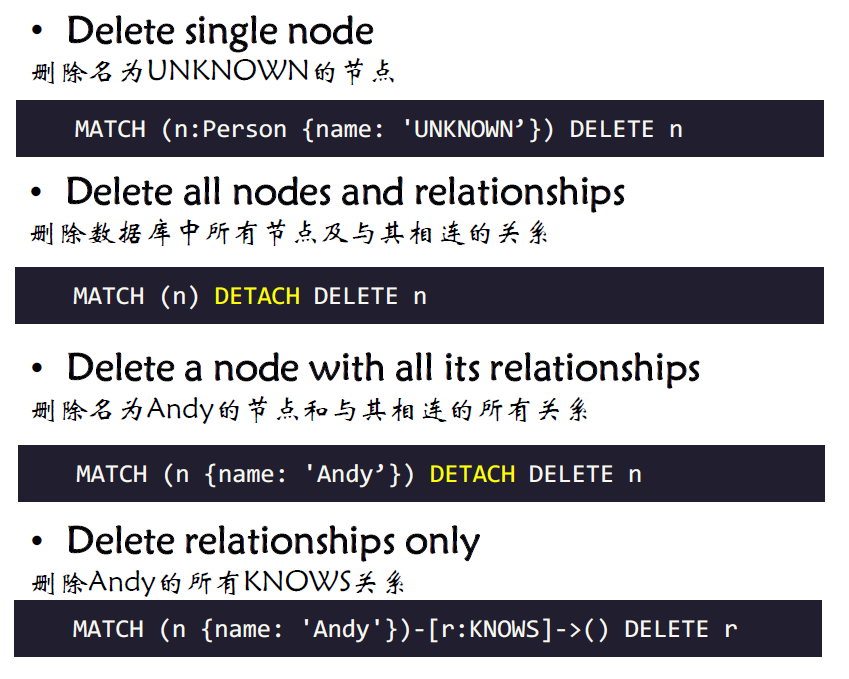 • Delete single node
删除名为UNKNOWN的节点
MATCH (n:Person {name: 'UNKNOWN’}) DELETE n
• Delete all nodes and relationships
删除数据库中所有节点及与其相连的关系
MATCH (n) DETACH DELETE n
• Delete a node with all its relationships
删除名为Andy的节点和与其相连的所有关系
MATCH (n {name: 'Andy’}) DETACH DELETE n
• Delete relationships only
删除Andy的所有KNOWS关系
MATCH (n {name: 'Andy'})-[r:KNOWS]->() DELETE r